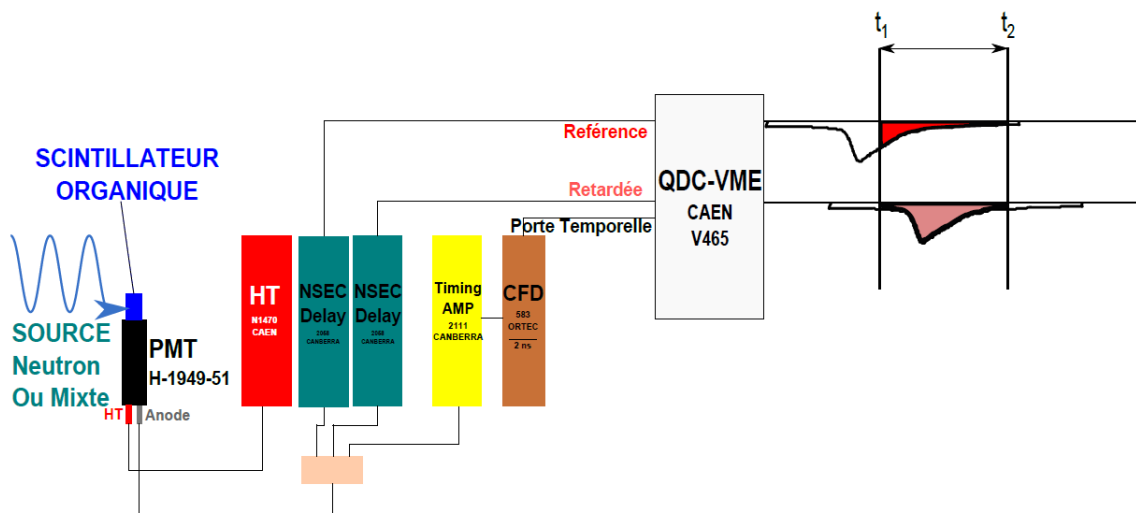 t1
t2
Reférence
SCINTILLATEUR
ORGANIQUE
QDC-VME
CAEN
V465
Retardée
Porte Temporelle
HT
N1470
CAEN
NSEC
Delay
2058
CANBERRA
NSEC
Delay
2058
CANBERRA
Timing
AMP
2111
CANBERRA
CFD
583
ORTEC
2 ns
SOURCE
Neutron
Ou Mixte
PMT
H-1949-51
HT
Anode